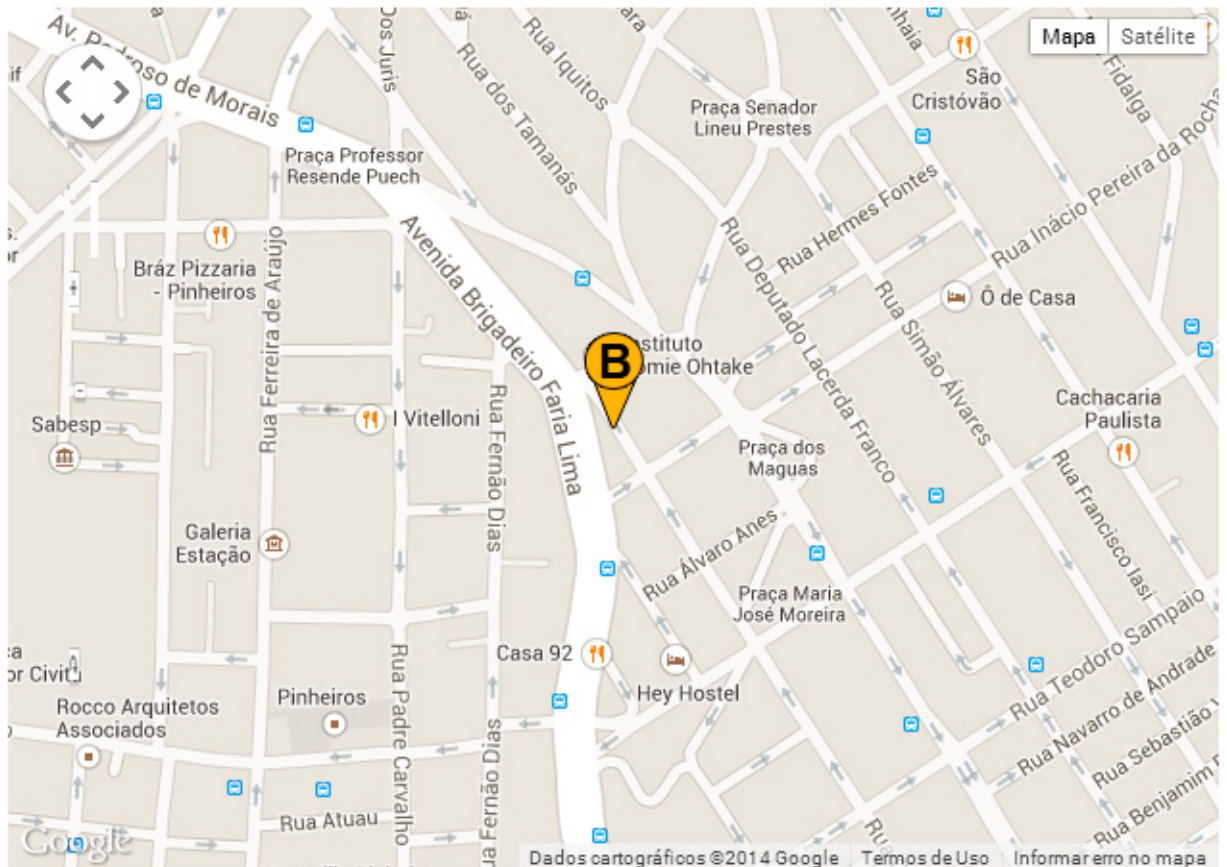 Av. Pedroso de Morais
Dos Juris
Rua Iquitos
Rua dos Tamanás
Praça Senador
Lineu Prestes
São
Cristóvão
Mapa
Satélite
Fidalga
Praça Professor
Resende Puech
Rua Hermes Fontes
Rua Inácio Pereira da Rocha
Bráz Pizzaria
- Pinheiros
Rua Ferreira de Araújo
Avenida Brigadeiro Faria Lima
Rua Deputado Lacerda Franco
Rua Simão Álvares
Ô de Casa
B
Ohtake
Sabesp
I Vitelloni
Rua Fernão Dias
Cachacaria
Paulista
Praça dos
Maguas
Rua Francisco Iasi
Galeria
Estação
Rua Álvaro Anes
Praça Maria
José Moreira
Casa 92
Hey Hostel
Rua Teodoro Sampaio
Rua Navarro de Andrade
Rua Sebastião
Rua Benjamim
Rocco Arquitetos
Associados
Pinheiros
Rua Padre Carvalho
Rua Fernão Dias
Rua Atuau
Rua
Google
Dados cartográficos ©2014 Google
Termos de Uso
Informar erro no mapa